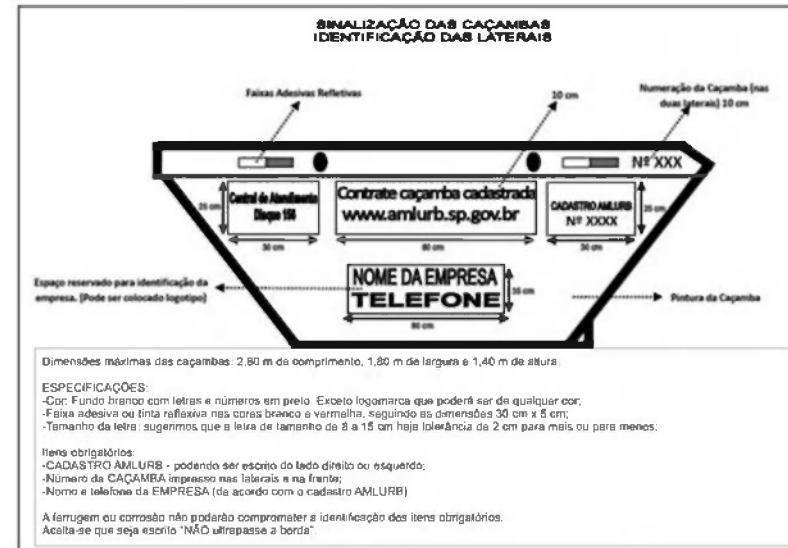 SINALIZAÇÃO DAS CAÇAMBAS
IDENTIFICAÇÃO DAS LATERAIS
Faixas Adesivas Refletivas
10 cm
Numeração da Caçamba (nas
duas laterais) 10 cm
Nº XXX
25 cm
Central de Atendimento
Disque 156
30 cm
Contrate caçamba cadastrada
www.amlurb.sp.gov.br
80 cm
CADASTRO AMLURB
Nº XXXX
25 cm
30 cm
Espaço reservado para identificação da
empresa. (Pode ser colocado logotipo)
NOME DA EMPRESA
TELEFONE
35 cm
80 cm
Pintura da Caçamba
Dimensões máximas das caçambas: 2,80 m de comprimento, 1,80 m de largura e 1,40 m de altura.
ESPECIFICAÇÕES:
-Cor: Fundo branco com letras e números em preto. Exceto logomarca que poderá ser de qualquer cor;
-Faixa adesiva ou tinta reflexiva nas cores branco e vermelha, seguindo as dimensões 30 cm x 5 cm;
-Tamanho da letra: sugerimos que a letra de tamanho de 8 a 15 cm haja tolerância de 2 cm para mais ou para menos;
Itens obrigatórios:
-CADASTRO AMLURB - podendo ser escrito do lado direito ou esquerdo;
-Número da CAÇAMBA impresso nas laterais e na frente;
-Nome e telefone da EMPRESA (de acordo com o cadastro AMLURB)
A ferrugem ou corrosão não poderão comprometer a identificação dos itens obrigatórios.
Aceita-se que seja escrito "NÃO ultrapasse a borda"